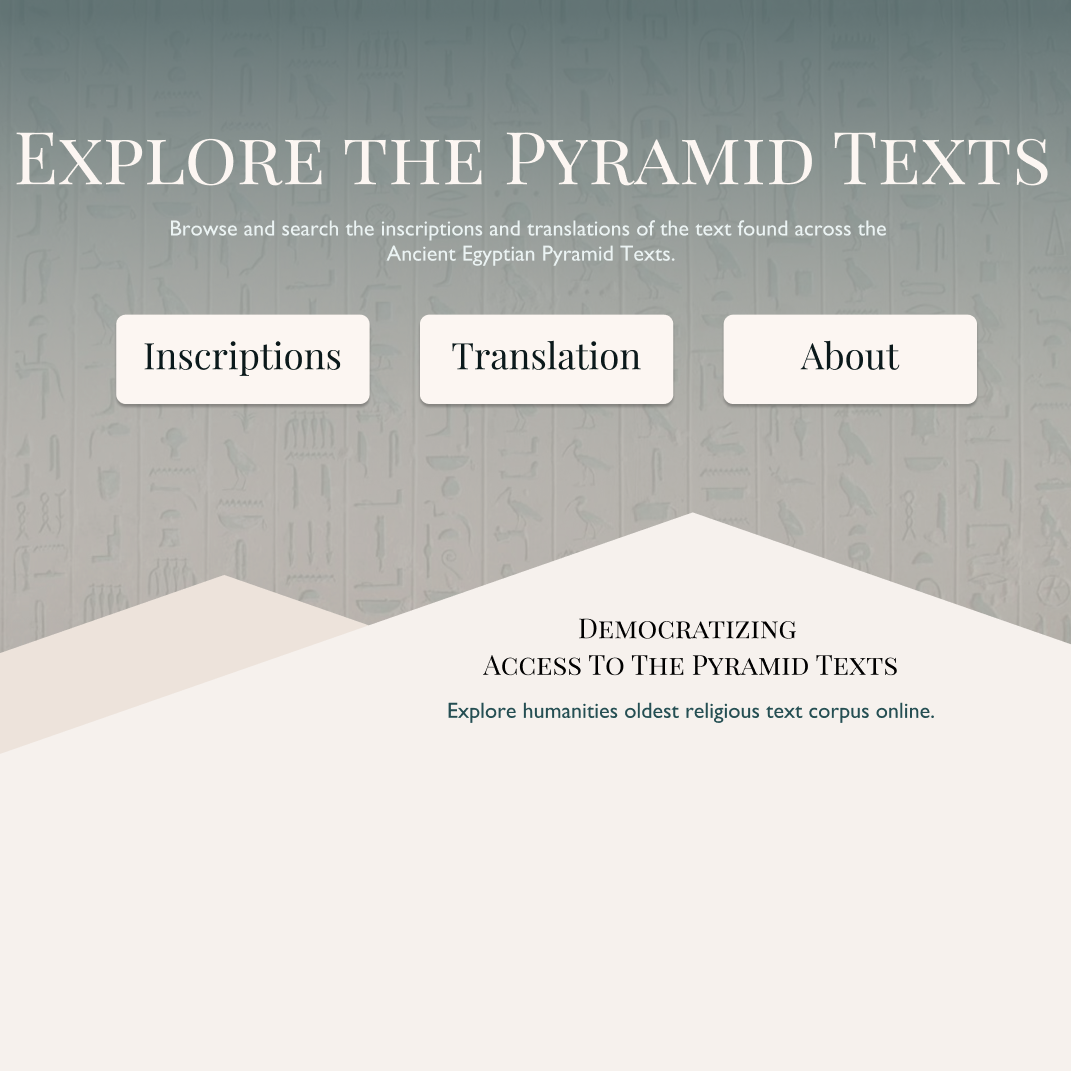 Explore the Pyramid Texts
Browse and search the inscriptions and translations of the text found across the
Ancient Egyptian Pyramid Texts.
Inscriptions
Translation
About
Democratizing
Access To The Pyramid Texts
Explore humanities oldest religious text corpus online.